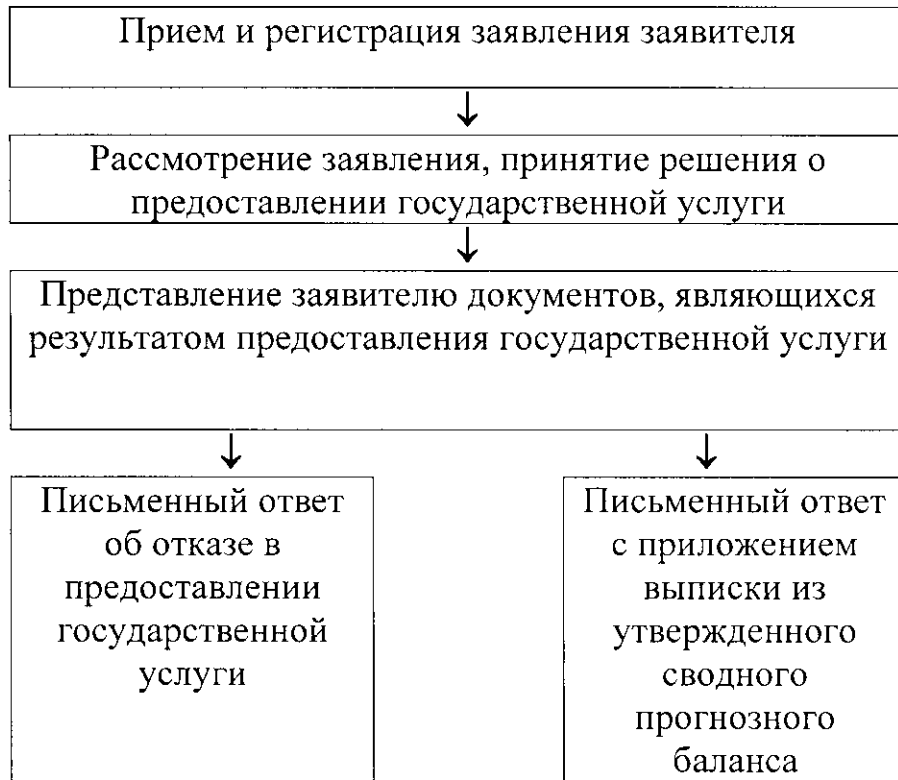 Прием и регистрация заявления заявителя
Рассмотрение заявления, принятие решения о
предоставлении государственной услуги
Представление заявителю документов, являющихся
результатом предоставления государственной услуги
Письменный ответ
об отказе в
предоставлении
государственной
услуги
Письменный ответ
с приложением
выписки из
утвержденного
сводного
прогнозного
баланса